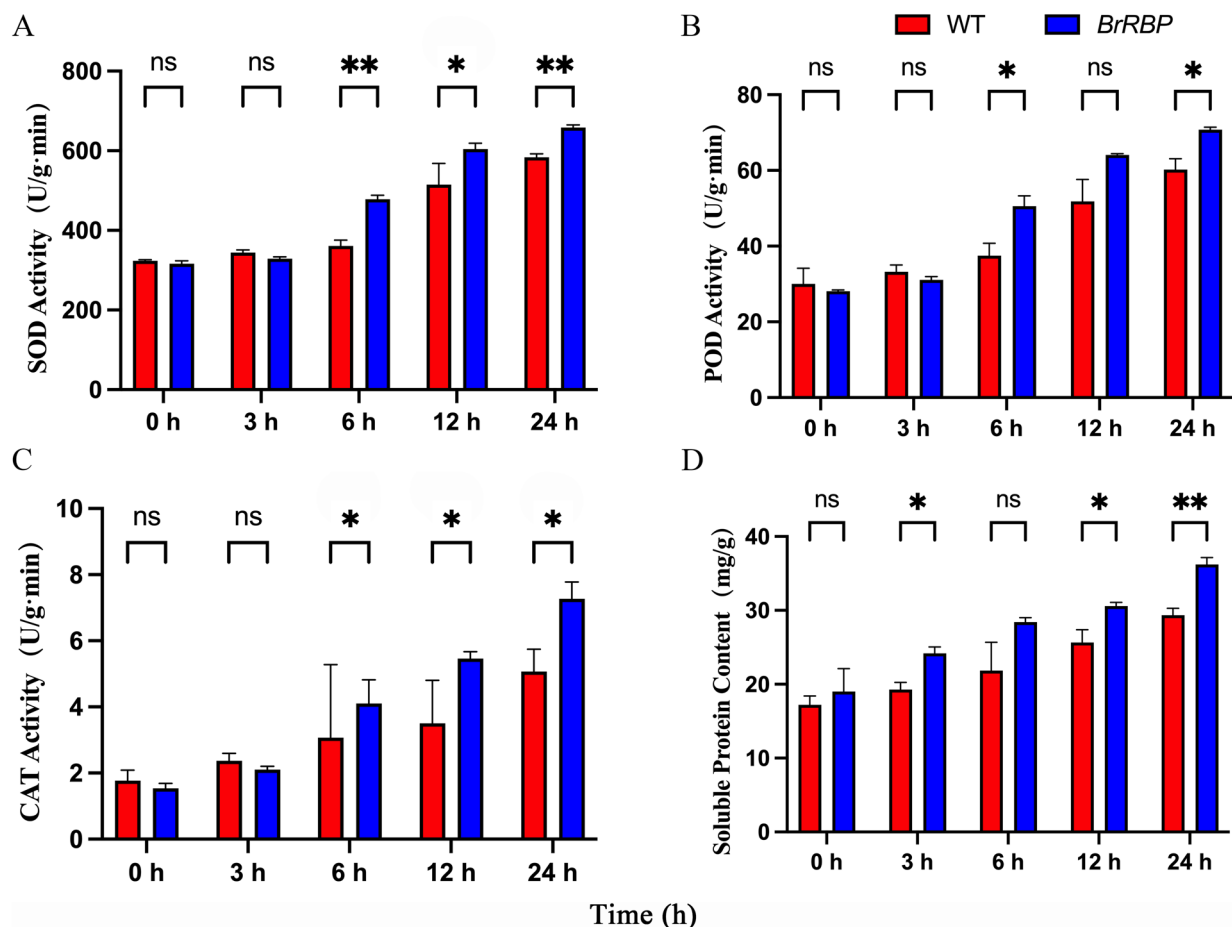 A
B
WT
BrRBP
ns
ns
**
*
**
SOD Activity (U/g·min)
800
600
400
200
0
0 h
3 h
6 h
12 h
24 h
ns
ns
*
ns
*
POD Activity (U/g·min)
80
60
40
20
0
0 h
3 h
6 h
12 h
24 h
C
D
ns
ns
*
*
*
CAT Activity (U/g·min)
10
8
6
4
2
0
0 h
3 h
6 h
12 h
24 h
ns
*
ns
*
**
Soluble Protein Content (mg/g)
40
30
20
10
0
0 h
3 h
6 h
12 h
24 h
Time (h)